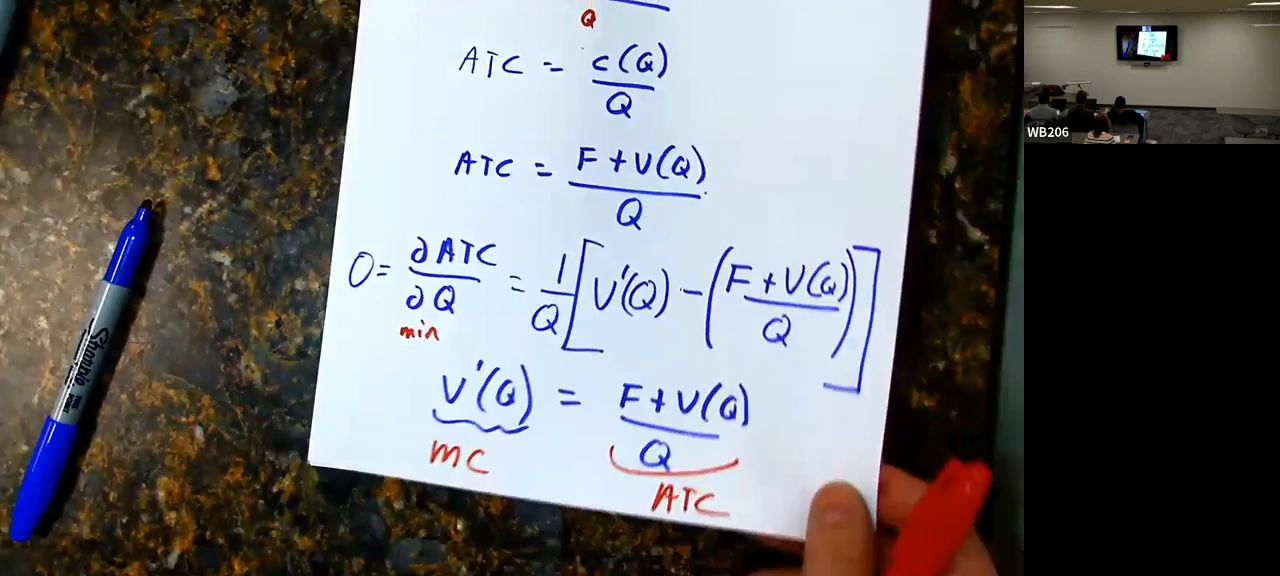 Q
ATC = C(Q) / Q
ATC = F + V(Q) / Q
0 = ∂ATC / ∂Q = 1/Q [ V'(Q) - ( F + V(Q) / Q ) ]
min
V'(Q) = F + V(Q) / Q
MC
ATC
Sharpie
WB206